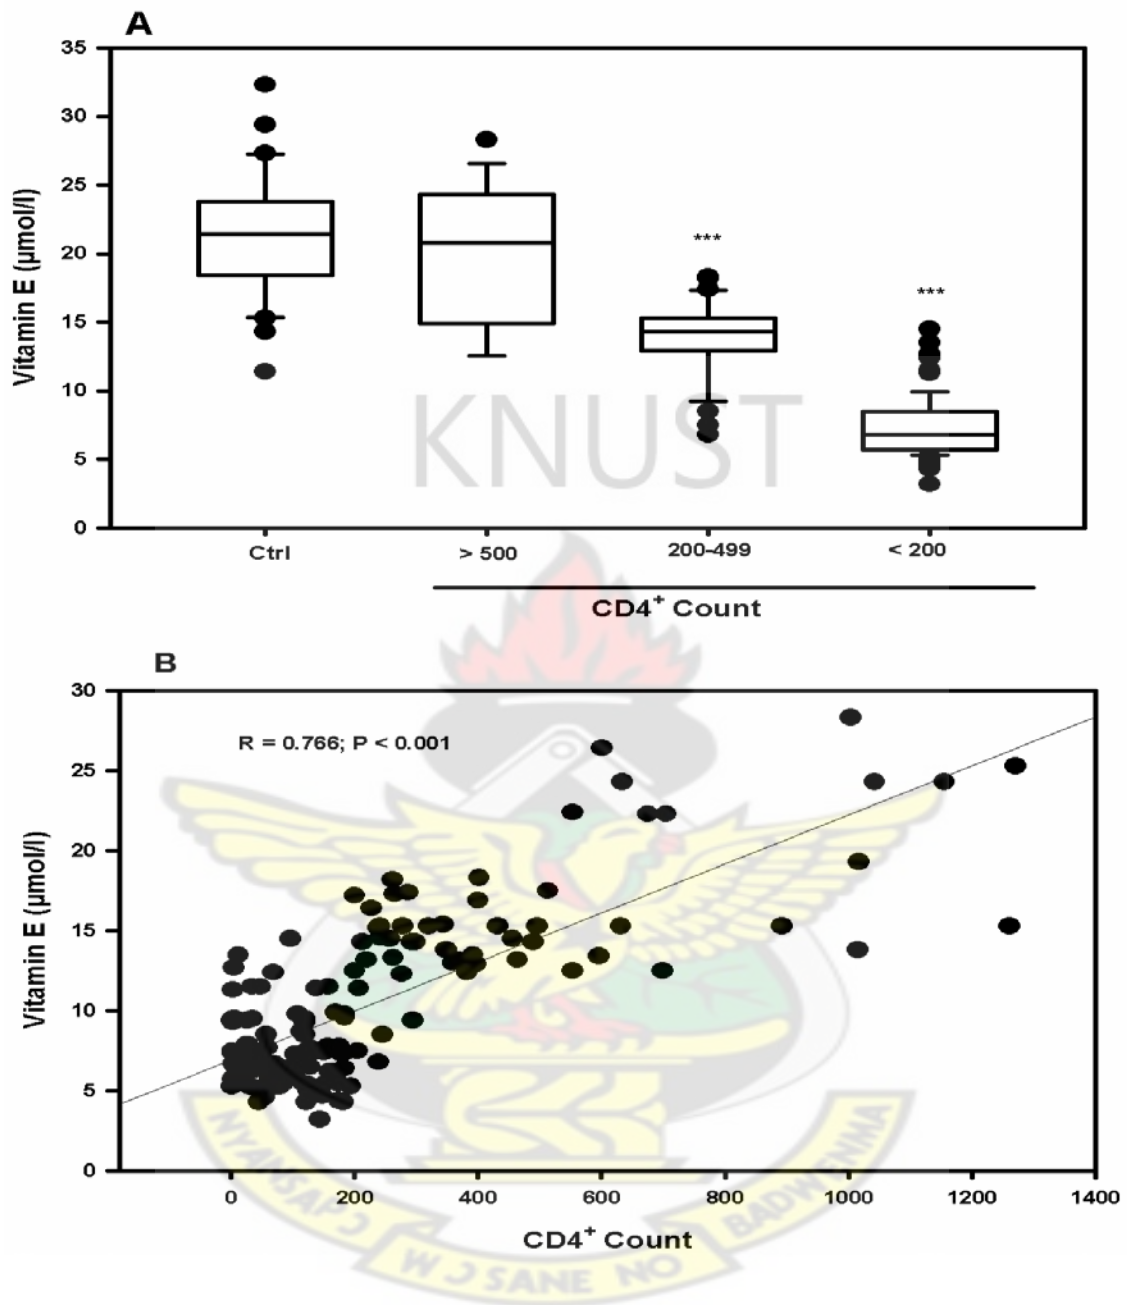 A
35
30
25
20
15
10
5
0
Vitamin E (μmol/l)
***
***
KNUST
Ctrl
> 500
200-499
< 200
CD4⁺ Count
B
30
25
20
15
10
5
0
Vitamin E (μmol/l)
R = 0.766; P < 0.001
0 200 400 600 800 1000 1200 1400
CD4⁺ Count
NYANSAPƆ
WƆ SANE NO
BADWENMA